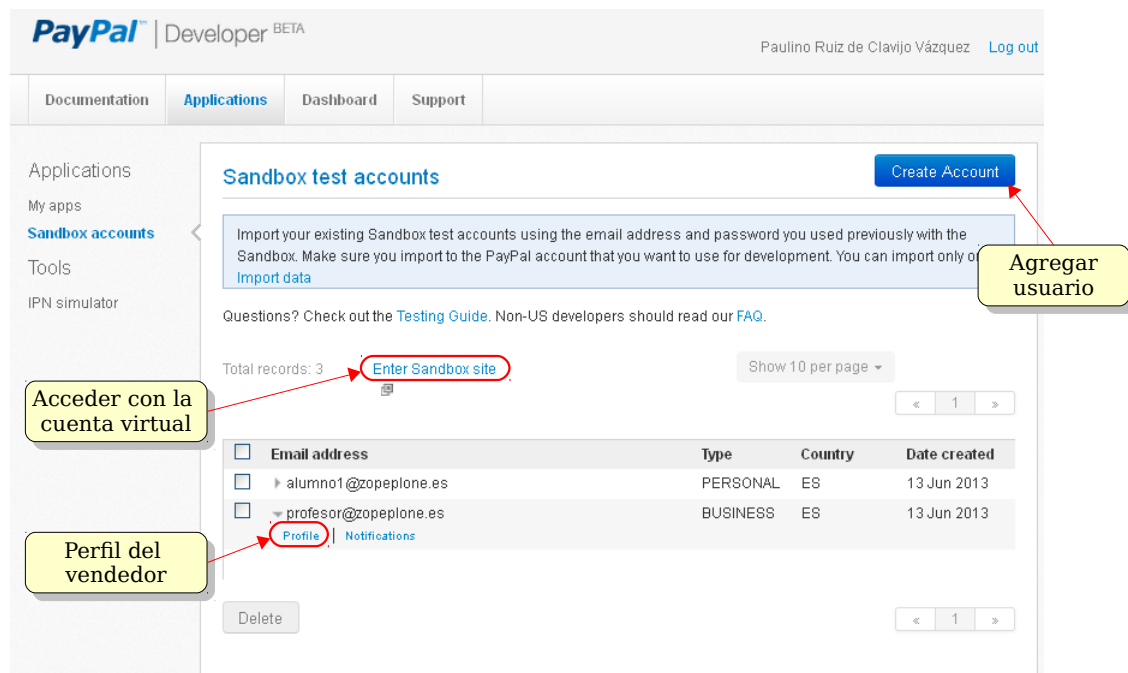 PayPal™ | Developer BETA
Paulino Ruiz de Clavijo Vázquez Log out
Documentation Applications Dashboard Support
Applications
My apps
Sandbox accounts
Tools
IPN simulator
Sandbox test accounts
Create Account
Import your existing Sandbox test accounts using the email address and password you used previously with the
Sandbox. Make sure you import to the PayPal account that you want to use for development. You can import only
Import data
Agregar
usuario
Questions? Check out the Testing Guide. Non-US developers should read our FAQ.
Total records: 3 Enter Sandbox site Show 10 per page
Acceder con la
cuenta virtual
« 1 »
Email address Type Country Date created
alumno1@zopeplone.es PERSONAL ES 13 Jun 2013
profesor@zopeplone.es BUSINESS ES 13 Jun 2013
Profile | Notifications
Perfil del
vendedor
Delete « 1 »